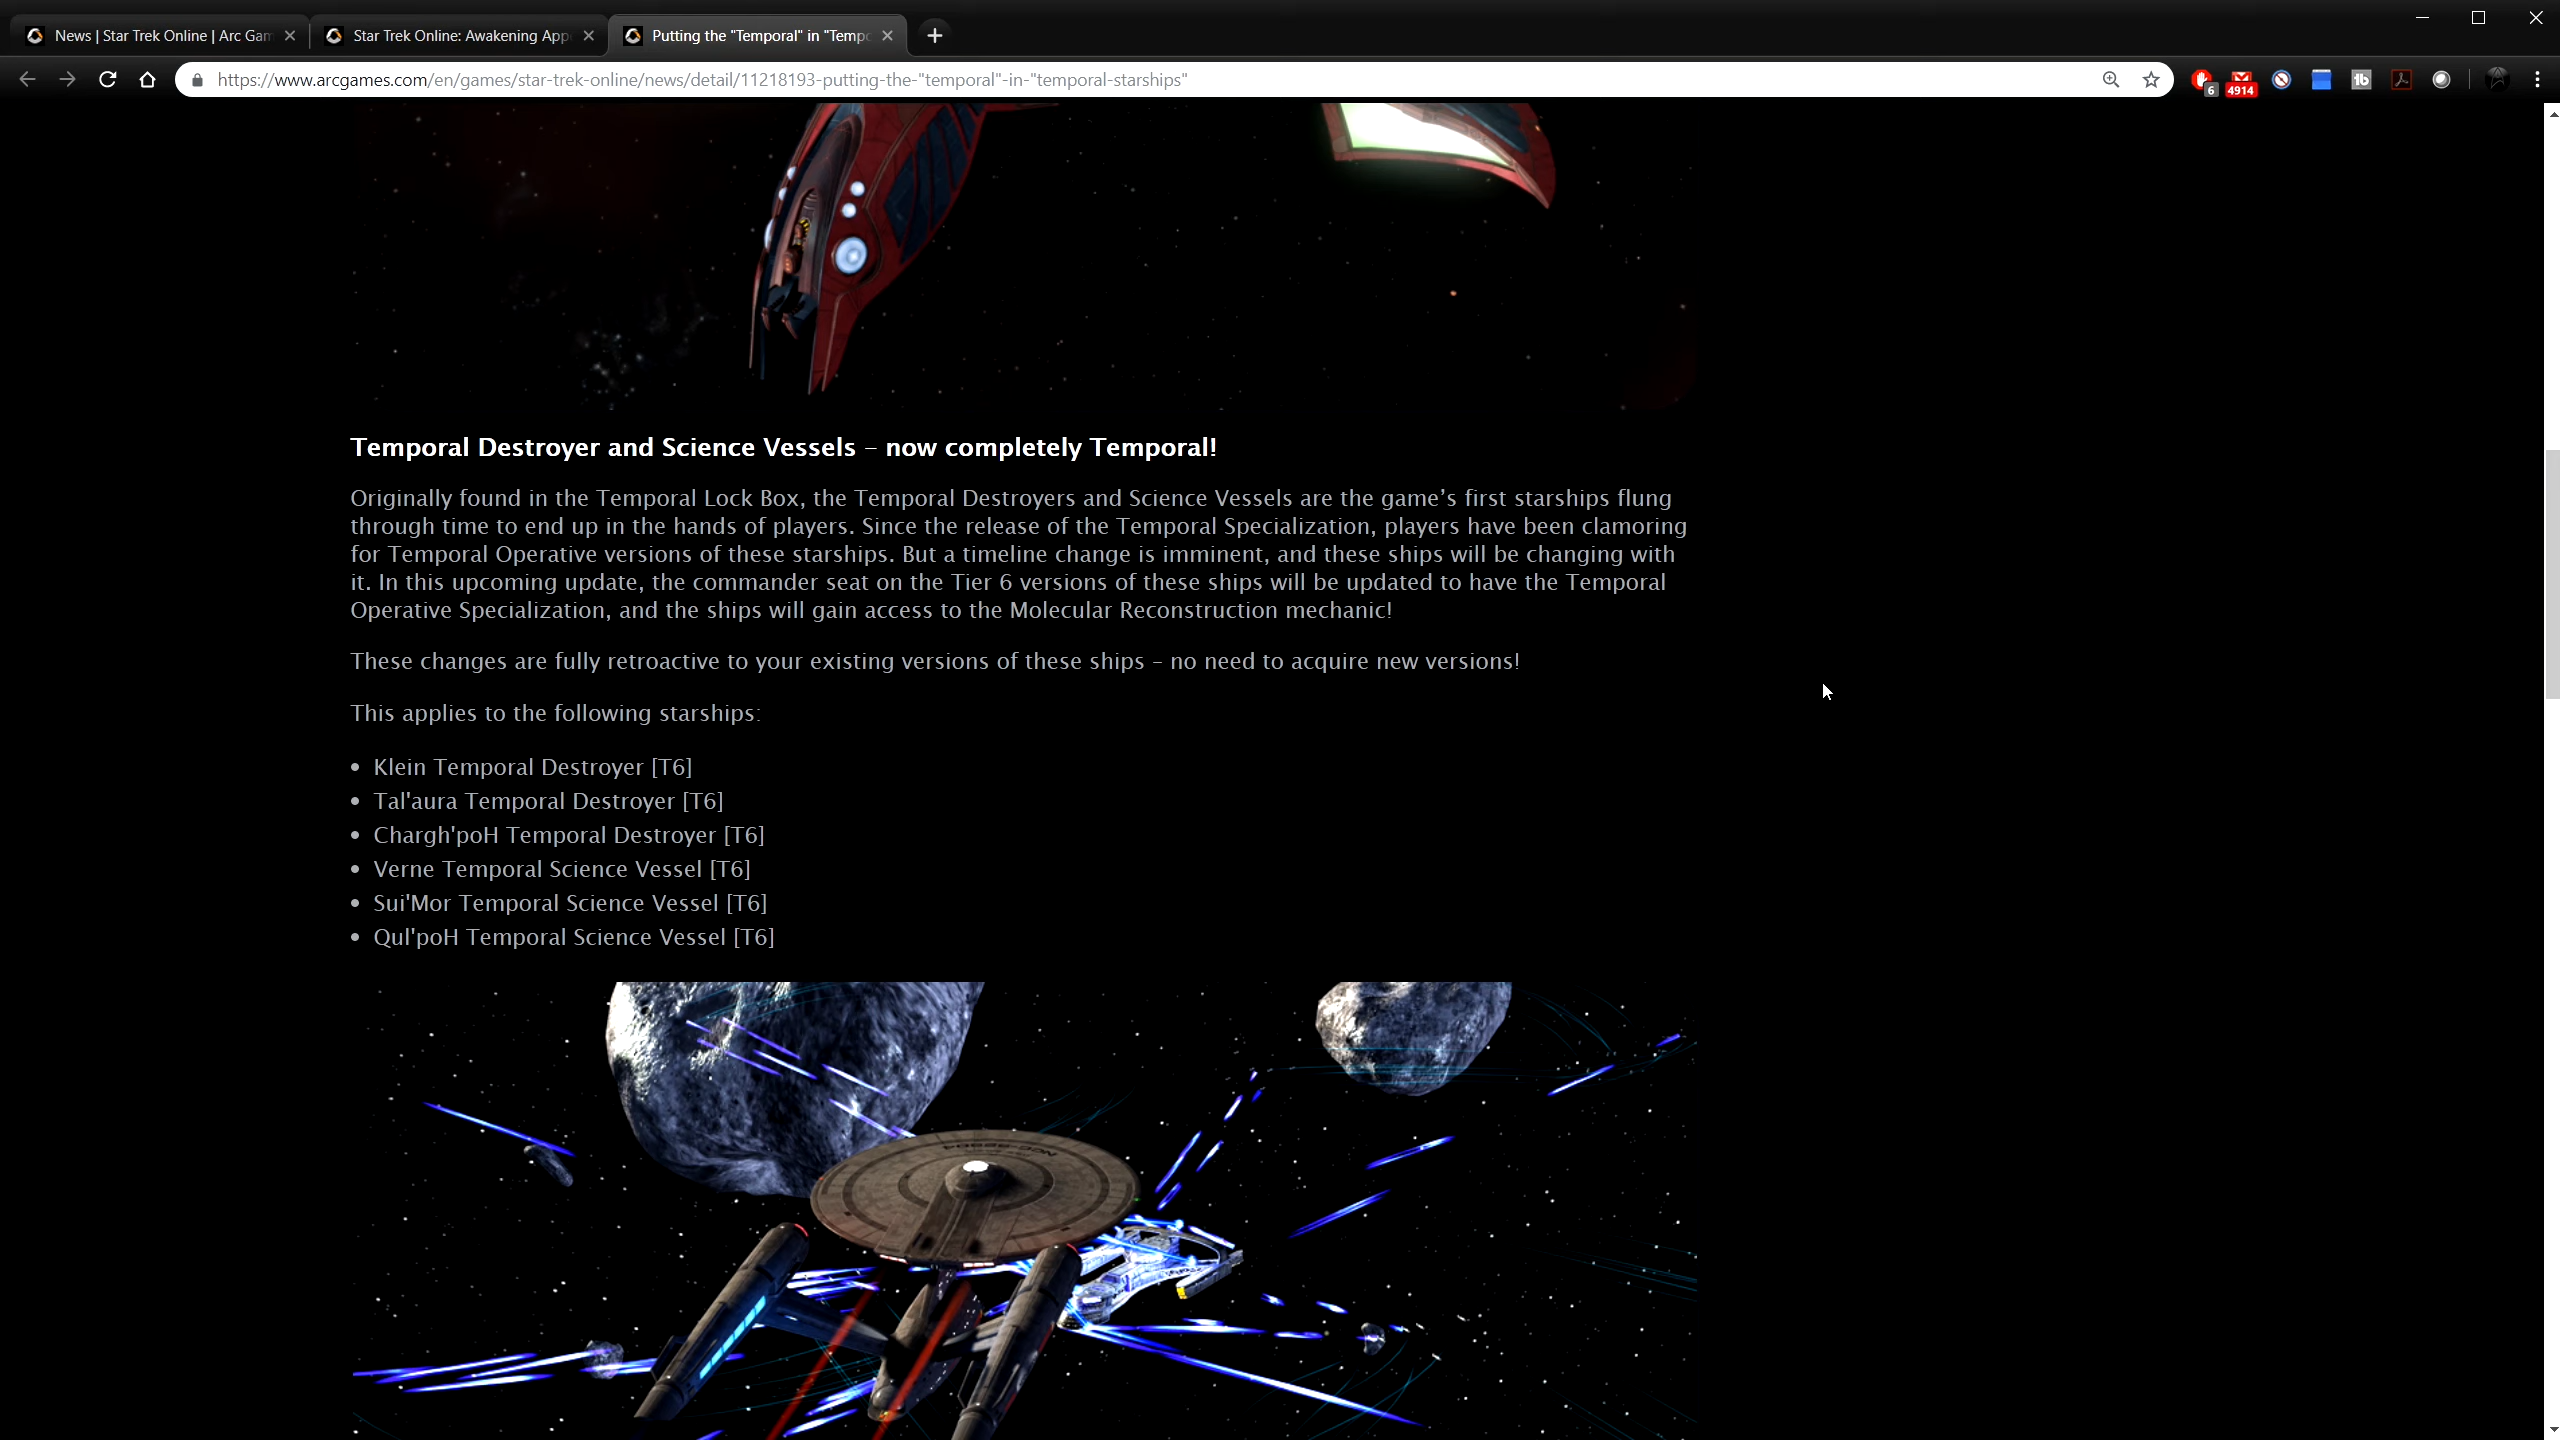 News | Star Trek Online | Arc Gam
Star Trek Online: Awakening App
Putting the "Temporal" in "Tempo
https://www.arcgames.com/en/games/star-trek-online/news/detail/11218193-putting-the-"temporal"-in-"temporal-starships"
6
4914
Temporal Destroyer and Science Vessels – now completely Temporal!
Originally found in the Temporal Lock Box, the Temporal Destroyers and Science Vessels are the game’s first starships flung
through time to end up in the hands of players. Since the release of the Temporal Specialization, players have been clamoring
for Temporal Operative versions of these starships. But a timeline change is imminent, and these ships will be changing with
it. In this upcoming update, the commander seat on the Tier 6 versions of these ships will be updated to have the Temporal
Operative Specialization, and the ships will gain access to the Molecular Reconstruction mechanic!
These changes are fully retroactive to your existing versions of these ships – no need to acquire new versions!
This applies to the following starships:
• Klein Temporal Destroyer [T6]
• Tal'aura Temporal Destroyer [T6]
• Chargh'poH Temporal Destroyer [T6]
• Verne Temporal Science Vessel [T6]
• Sui'Mor Temporal Science Vessel [T6]
• Qul'poH Temporal Science Vessel [T6]